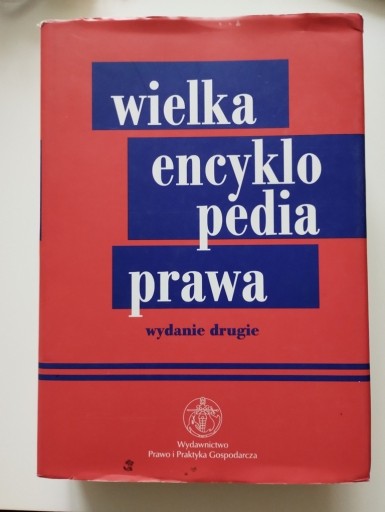 wielka
encyklo
pedia
prawa
wydanie drugie
Wydawnictwo
Prawo i Praktyka Gospodarcza